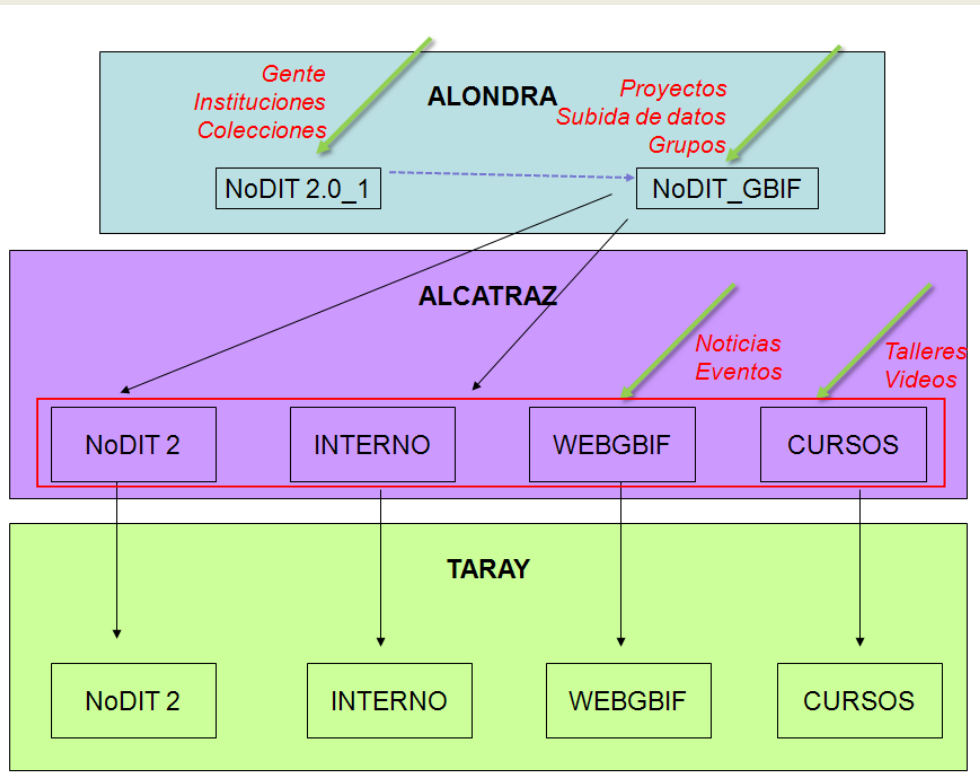 ALONDRA
Gente
Instituciones
Colecciones
Proyectos
Subida de datos
Grupos
NoDIT 2.0_1
NoDIT_GBIF
ALCATRAZ
Noticias
Eventos
Talleres
Videos
NoDIT 2
INTERNO
WEBGBIF
CURSOS
TARAY
NoDIT 2
INTERNO
WEBGBIF
CURSOS